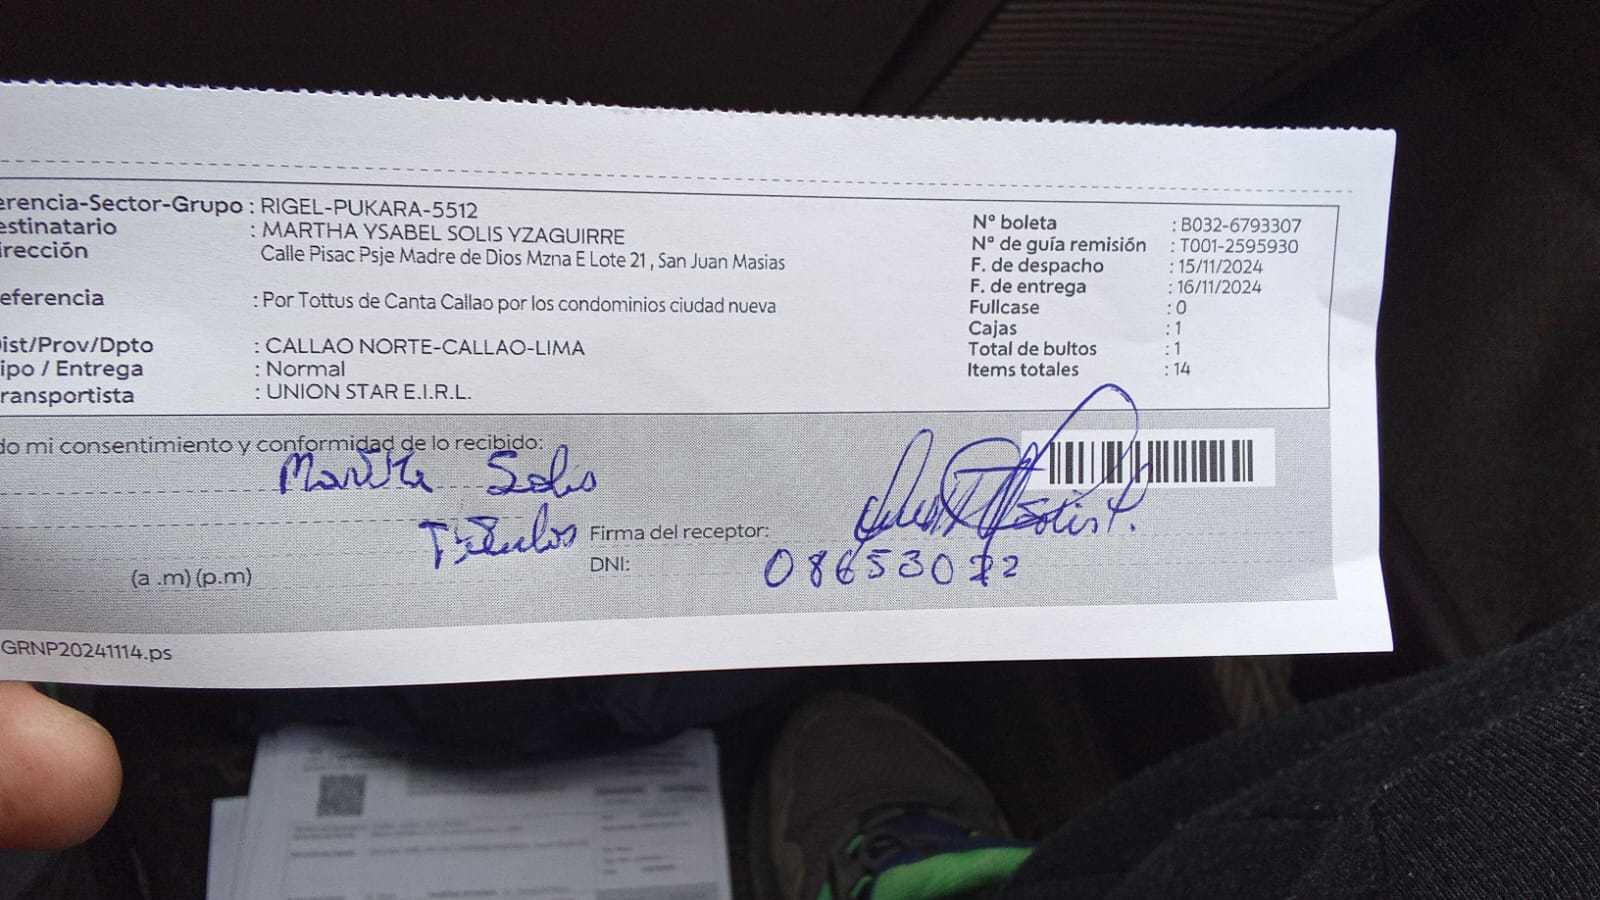 erencia-Sector-Grupo : RIGEL-PUKARA-5512
estinatario : MARTHA YSABEL SOLIS YZAGUIRRE
irección Calle Pisac Psje Madre de Dios Mzna E Lote 21 , San Juan Masias
eferencia : Por Tottus de Canta Callao por los condominios ciudad nueva
ist/Prov/Dpto : CALLAO NORTE-CALLAO-LIMA
ipo / Entrega : Normal
ransportista : UNION STAR E.I.R.L.
Nº boleta : B032-6793307
Nº de guía remisión : T001-2595930
F. de despacho : 15/11/2024
F. de entrega : 16/11/2024
Fullcase : 0
Cajas : 1
Total de bultos : 1
Items totales : 14
do mi consentimiento y conformidad de lo recibido:
Martha Solis
Firma del receptor:
DNI:
(a .m) (p.m)
GRNP20241114.ps